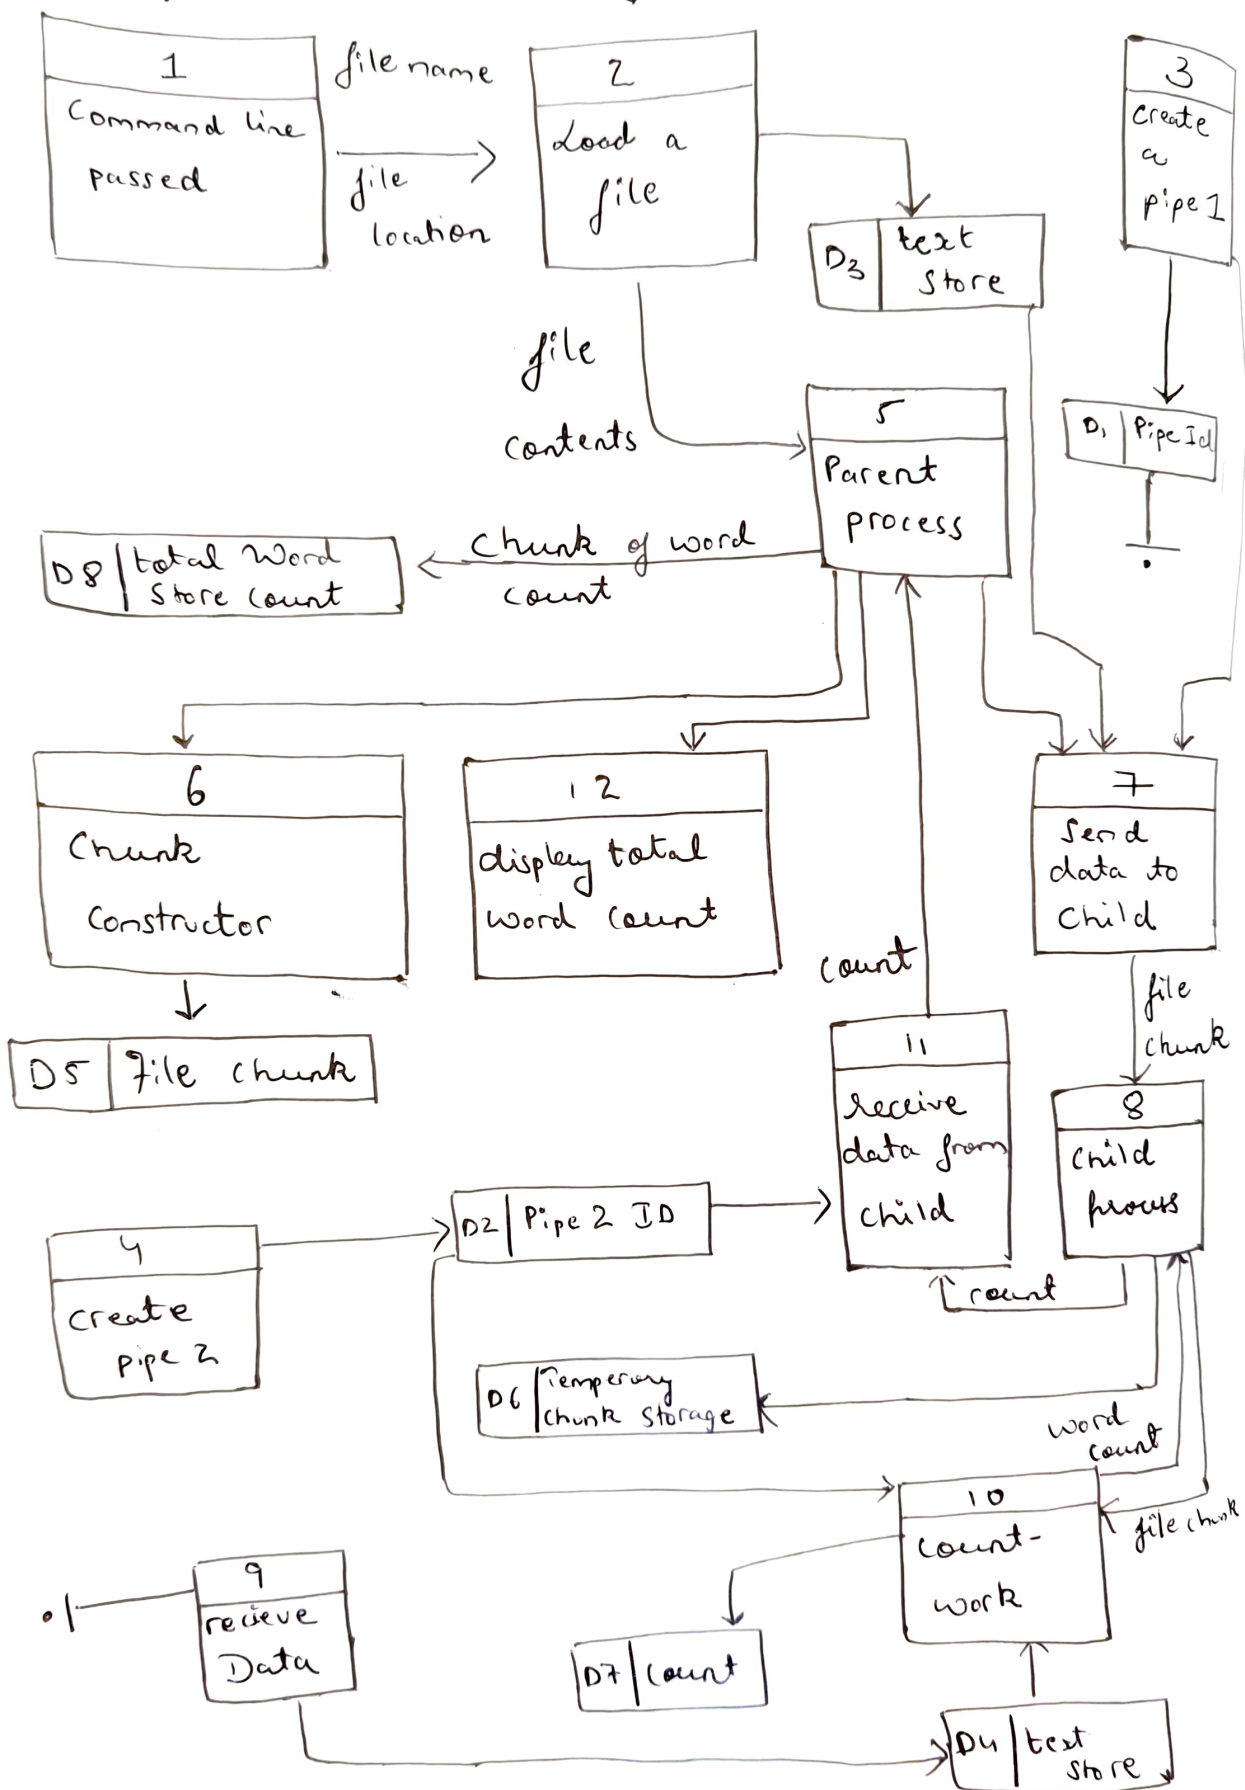 1
Command line
passed
file name
file
location
2
Load a
file
3
create
a
pipe 1
D3
text
store
file
contents
5
Parent
process
D1
Pipe Id
Chunk of word
count
D8
total Word
Store count
6
Chunk
constructor
12
display total
word count
7
Send
data to
child
count
file
chunk
D5
File chunk
11
receive
data from
child
8
child
process
4
create
pipe 2
D2
Pipe 2 ID
count
D6
Temperary
chunk storage
word
count
10
count-
work
file chunk
9
recieve
Data
D7
count
D4
text
store